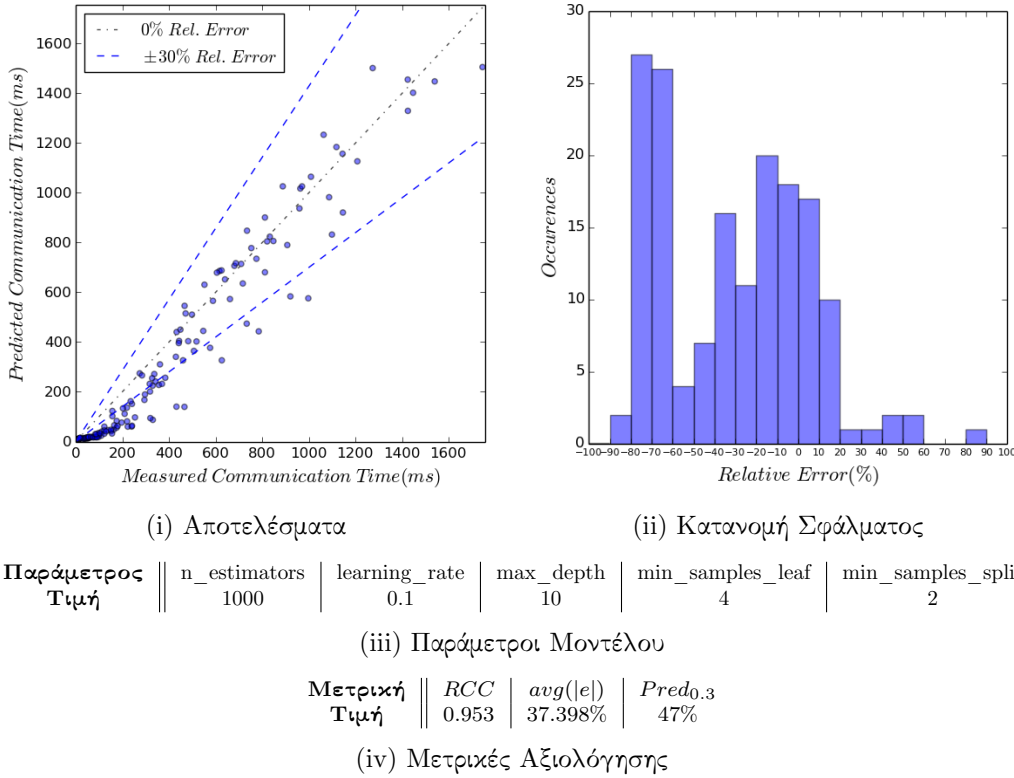 0% Rel. Error
±30% Rel. Error
Predicted Communication Time(ms)
1600
1400
1200
1000
800
600
400
200
0
0 200 400 600 800 1000 1200 1400 1600
Measured Communication Time(ms)
30
25
20
15
10
5
0
Occurences
−100 −90 −80 −70 −60 −50 −40 −30 −20 −10 0 10 20 30 40 50 60 70 80 90 100
Relative Error(%)
(i) Αποτελέσματα
(ii) Κατανομή Σφάλματος
Παράμετρος n_estimators learning_rate max_depth min_samples_leaf min_samples_spli
Τιμή 1000 0.1 10 4 2
(iii) Παράμετροι Μοντέλου
Μετρική RCC avg(|e|) Pred0.3
Τιμή 0.953 37.398% 47%
(iv) Μετρικές Αξιολόγησης